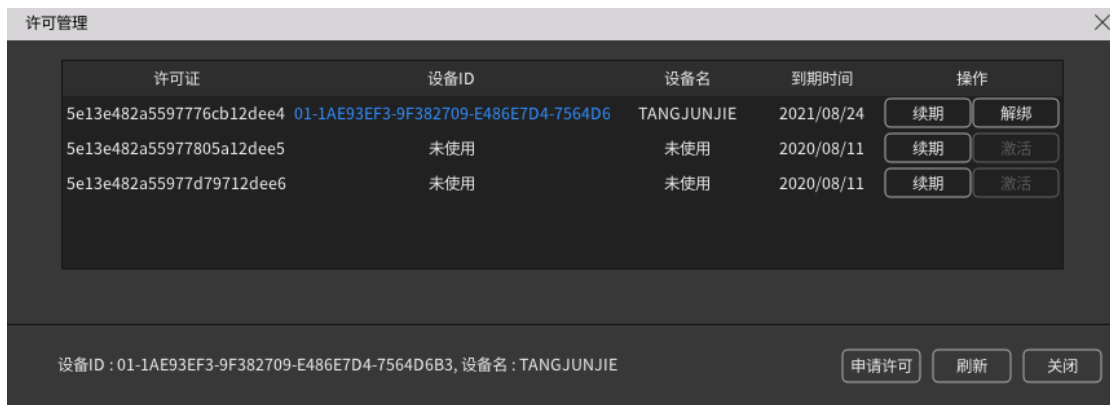 许可管理
许可证 设备ID 设备名 到期时间 操作
5e13e482a5597776cb12dee4 01-1AE93EF3-9F382709-E486E7D4-7564D6 TANGJUNJIE 2021/08/24 续期 解绑
5e13e482a55977805a12dee5 未使用 未使用 2020/08/11 续期 激活
5e13e482a55977d79712dee6 未使用 未使用 2020/08/11 续期 激活
设备ID : 01-1AE93EF3-9F382709-E486E7D4-7564D6B3, 设备名 : TANGJUNJIE 申请许可 刷新 关闭